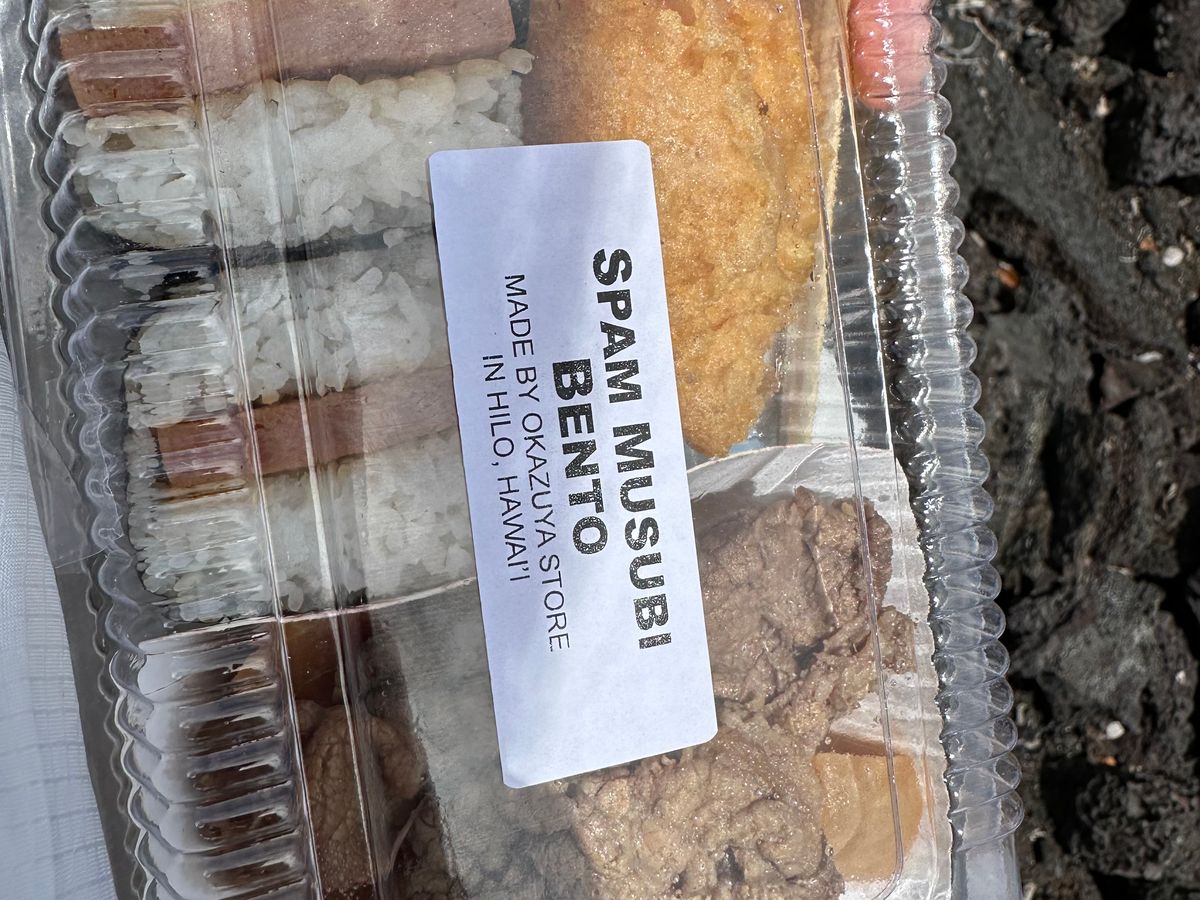 SPAM MUSUBI
BENTO
MADE BY OKAZUYA STORE
IN HILO, HAWAI'I